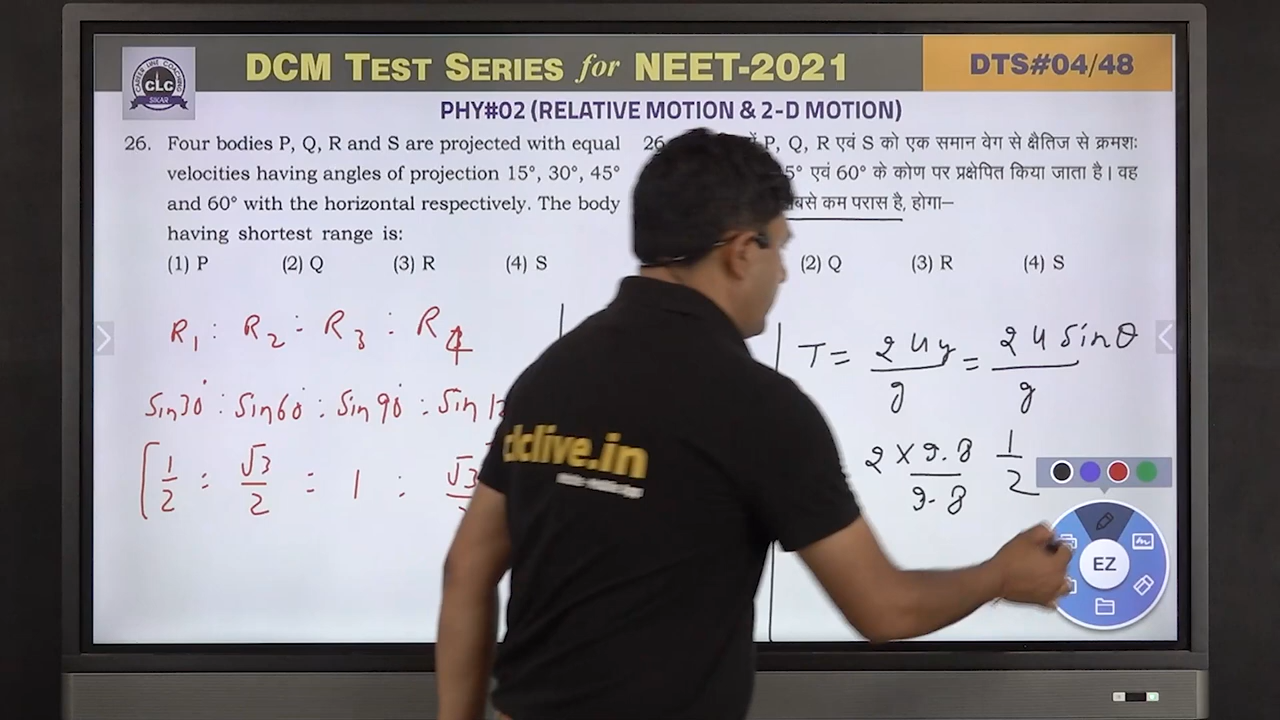 DCM TEST SERIES for NEET-2021
DTS#04/48
CLC
SIKAR
PHY#02 (RELATIVE MOTION & 2-D MOTION)
26. Four bodies P, Q, R and S are projected with equal
velocities having angles of projection 15°, 30°, 45°
and 60° with the horizontal respectively. The body
having shortest range is:
(1) P (2) Q (3) R (4) S
26. P, Q, R एवं S को एक समान वेग से क्षैतिज से क्रमशः
एवं 60° के कोण पर प्रक्षेपित किया जाता है। वह
कम परास है, होगा–
(2) Q (3) R (4) S
R₁ : R₂ : R₃ : R₄
Sin30° : Sin60° : Sin90° : Sin
1/2 : √3/2 : 1 : √3
T = 2uy/g = 2u Sinθ/g
2 × 9.8/9.8 1/2
EZ
clive.in